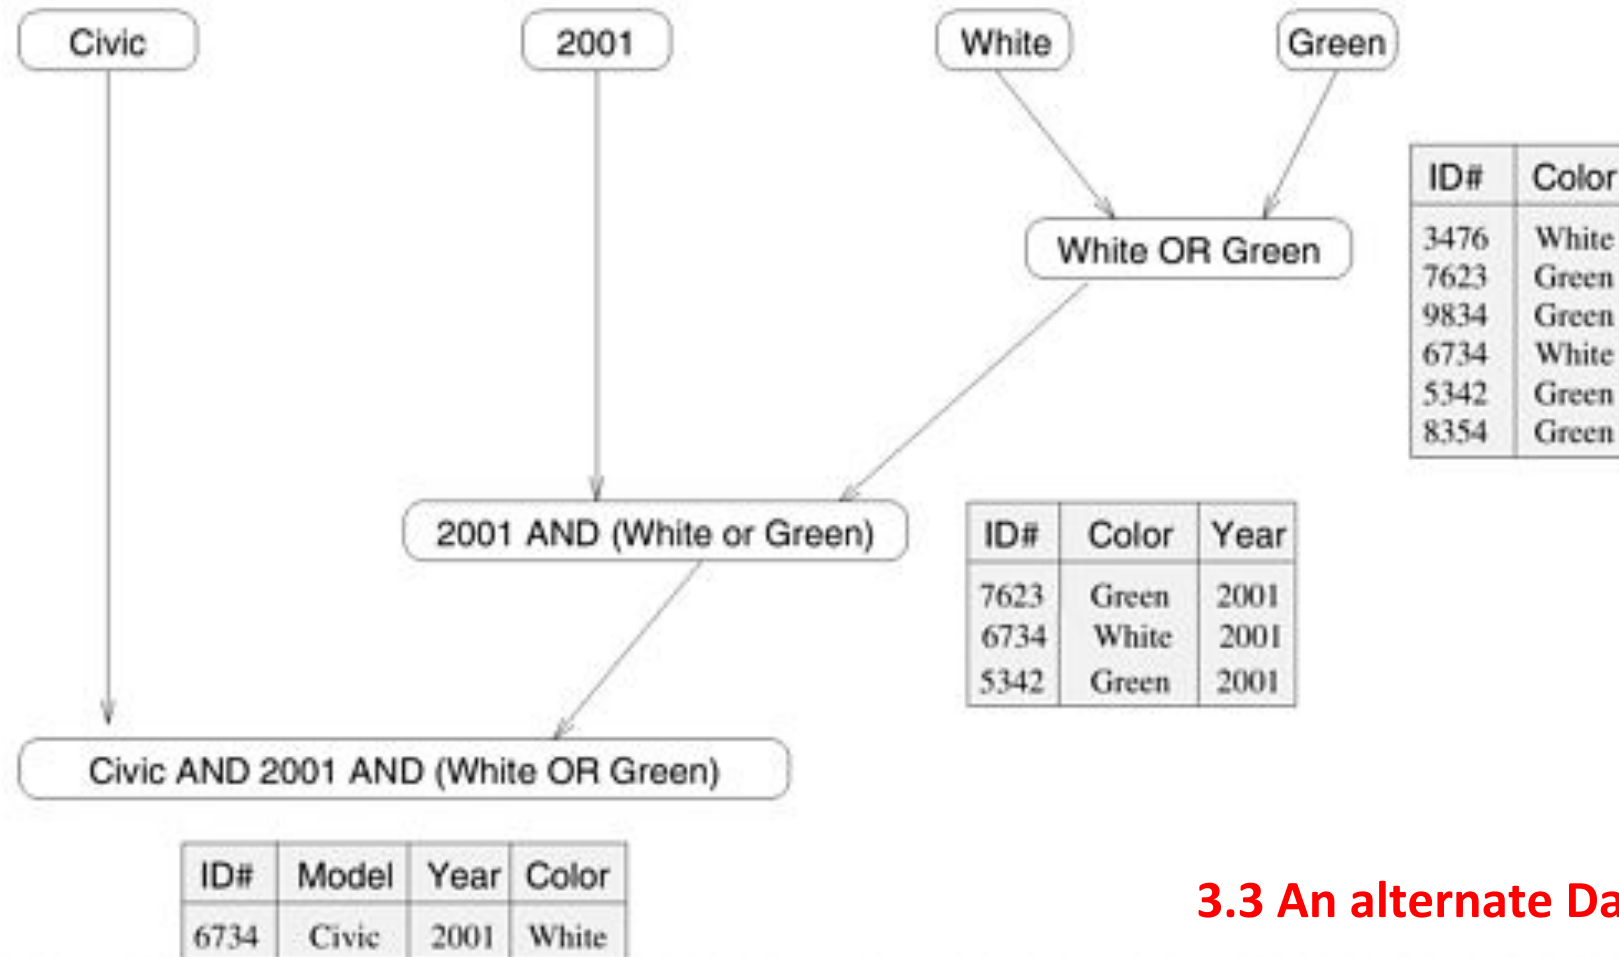 Civic
2001
White
Green
White OR Green
ID# Color
3476 White
7623 Green
9834 Green
6734 White
5342 Green
8354 Green
2001 AND (White or Green)
ID# Color Year
7623 Green 2001
6734 White 2001
5342 Green 2001
Civic AND 2001 AND (White OR Green)
ID# Model Year Color
6734 Civic 2001 White
3.3 An alternate Da